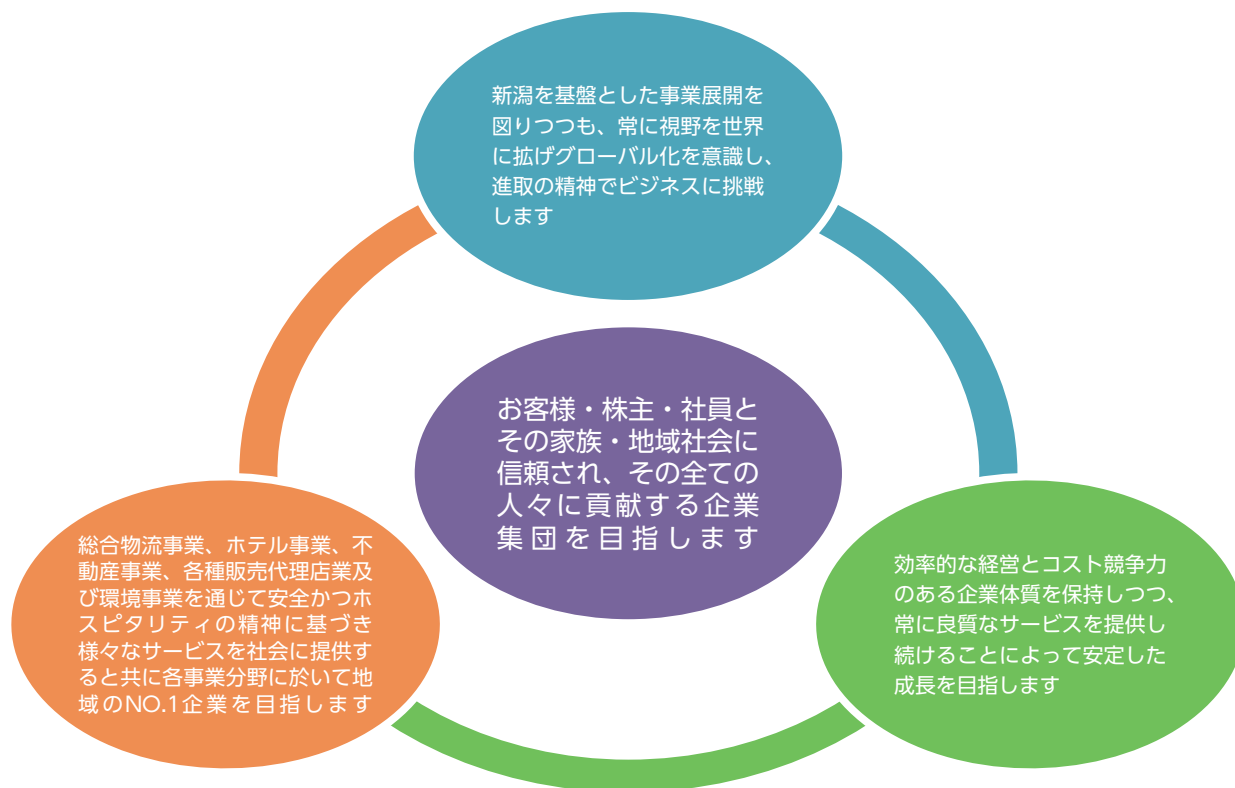 新潟を基盤とした事業展開を
図りつつも、常に視野を世界
に拡げグローバル化を意識し、
進取の精神でビジネスに挑戦
します
お客様・株主・社員と
その家族・地域社会に
信頼され、その全ての
人々に貢献する企業
集団を目指します
総合物流事業、ホテル事業、不
動産事業、各種販売代理店業及
び環境事業を通じて安全かつホ
スピタリティの精神に基づき
様々なサービスを社会に提供す
ると共に各事業分野に於いて地
域のNO.1企業を目指します
効率的な経営とコスト競争力
のある企業体質を保持しつつ、
常に良質なサービスを提供し
続けることによって安定した
成長を目指します